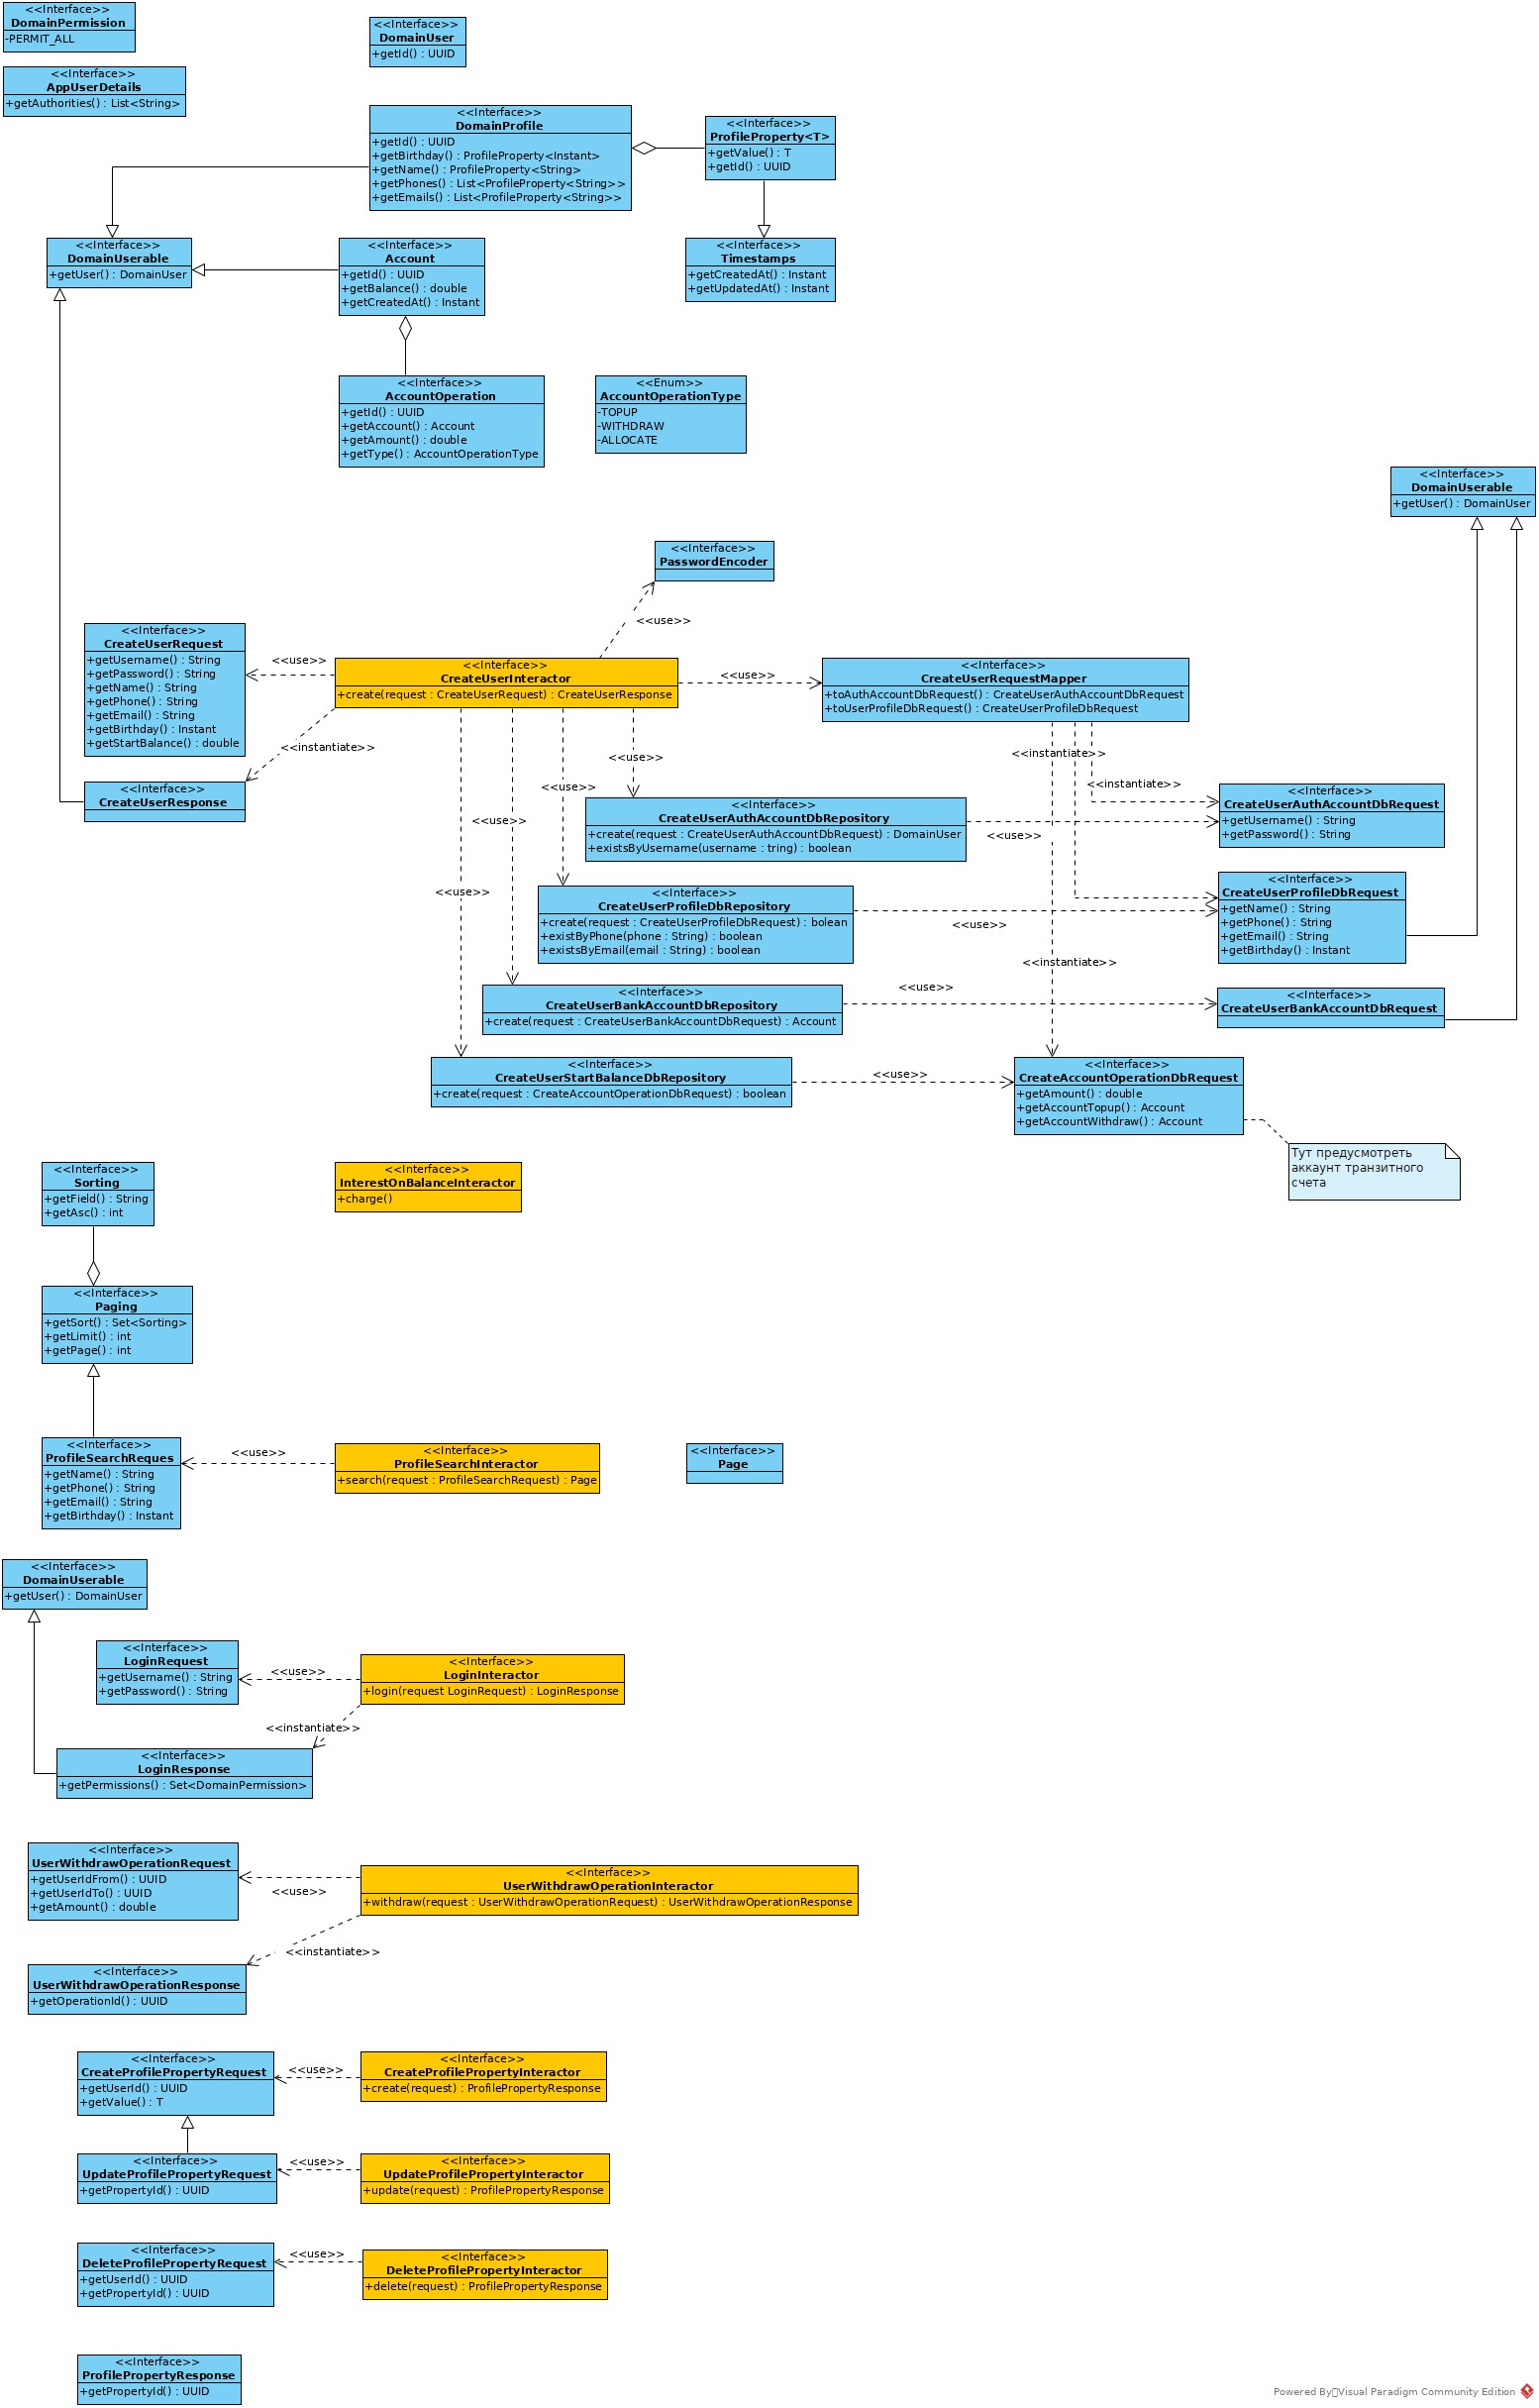 <<Interface>>
DomainPermission
-PERMIT_ALL
<<Interface>>
DomainUser
+getId() : UUID
<<Interface>>
AppUserDetails
+getAuthorities() : List<String>
<<Interface>>
DomainProfile
+getId() : UUID
+getBirthday() : ProfileProperty<Instant>
+getName() : ProfileProperty<String>
+getPhones() : List<ProfileProperty<String>>
+getEmails() : List<ProfileProperty<String>>
<<Interface>>
ProfileProperty<T>
+getValue() : T
+getId() : UUID
<<Interface>>
DomainUserable
+getUser() : DomainUser
<<Interface>>
Account
+getId() : UUID
+getBalance() : double
+getCreatedAt() : Instant
<<Interface>>
Timestamps
+getCreatedAt() : Instant
+getUpdatedAt() : Instant
<<Interface>>
AccountOperation
+getId() : UUID
+getAccount() : Account
+getAmount() : double
+getType() : AccountOperationType
<<Enum>>
AccountOperationType
-TOPUP
-WITHDRAW
-ALLOCATE
<<Interface>>
DomainUserable
+getUser() : DomainUser
<<Interface>>
PasswordEncoder
<<use>>
<<Interface>>
CreateUserRequest
+getUsername() : String
+getPassword() : String
+getName() : String
+getPhone() : String
+getEmail() : String
+getBirthday() : Instant
+getStartBalance() : double
<<use>>
<<Interface>>
CreateUserInteractor
+create(request : CreateUserRequest) : CreateUserResponse
<<use>>
<<Interface>>
CreateUserRequestMapper
+toAuthAccountDbRequest() : CreateUserAuthAccountDbRequest
+toUserProfileDbRequest() : CreateUserProfileDbRequest
<<instantiate>>
<<use>>
<<instantiate>>
<<Interface>>
CreateUserResponse
<<use>>
<<instantiate>>
<<Interface>>
CreateUserAuthAccountDbRequest
+getUsername() : String
+getPassword() : String
<<Interface>>
CreateUserAuthAccountDbRepository
+create(request : CreateUserAuthAccountDbRequest) : DomainUser
+existsByUsername(username : tring) : boolean
<<use>>
<<use>>
<<use>>
<<Interface>>
CreateUserProfileDbRepository
+create(request : CreateUserProfileDbRequest) : bolean
+existByPhone(phone : String) : boolean
+existsByEmail(email : String) : boolean
<<use>>
<<Interface>>
CreateUserProfileDbRequest
+getName() : String
+getPhone() : String
+getEmail() : String
+getBirthday() : Instant
<<instantiate>>
<<Interface>>
CreateUserBankAccountDbRepository
+create(request : CreateUserBankAccountDbRequest) : Account
<<use>>
<<Interface>>
CreateUserBankAccountDbRequest
<<Interface>>
CreateUserStartBalanceDbRepository
+create(request : CreateAccountOperationDbRequest) : boolean
<<use>>
<<Interface>>
CreateAccountOperationDbRequest
+getAmount() : double
+getAccountTopup() : Account
+getAccountWithdraw() : Account
Тут предусмотреть
аккаунт транзитного
счета
<<Interface>>
Sorting
+getField() : String
+getAsc() : int
<<Interface>>
InterestOnBalanceInteractor
+charge()
<<Interface>>
Paging
+getSort() : Set<Sorting>
+getLimit() : int
+getPage() : int
<<Interface>>
ProfileSearchReques
+getName() : String
+getPhone() : String
+getEmail() : String
+getBirthday() : Instant
<<use>>
<<Interface>>
ProfileSearchInteractor
+search(request : ProfileSearchRequest) : Page
<<Interface>>
Page
<<Interface>>
DomainUserable
+getUser() : DomainUser
<<Interface>>
LoginRequest
+getUsername() : String
+getPassword() : String
<<use>>
<<Interface>>
LoginInteractor
+login(request LoginRequest) : LoginResponse
<<instantiate>>
<<Interface>>
LoginResponse
+getPermissions() : Set<DomainPermission>
<<Interface>>
UserWithdrawOperationRequest
+getUserIdFrom() : UUID
+getUserIdTo() : UUID
+getAmount() : double
<<use>>
<<Interface>>
UserWithdrawOperationInteractor
+withdraw(request : UserWithdrawOperationRequest) : UserWithdrawOperationResponse
<<instantiate>>
<<Interface>>
UserWithdrawOperationResponse
+getOperationId() : UUID
<<Interface>>
CreateProfilePropertyRequest
+getUserId() : UUID
+getValue() : T
<<use>>
<<Interface>>
CreateProfilePropertyInteractor
+create(request) : ProfilePropertyResponse
<<Interface>>
UpdateProfilePropertyRequest
+getPropertyId() : UUID
<<use>>
<<Interface>>
UpdateProfilePropertyInteractor
+update(request) : ProfilePropertyResponse
<<Interface>>
DeleteProfilePropertyRequest
+getUserId() : UUID
+getPropertyId() : UUID
<<use>>
<<Interface>>
DeleteProfilePropertyInteractor
+delete(request) : ProfilePropertyResponse
<<Interface>>
ProfilePropertyResponse
+getPropertyId() : UUID
Powered By Visual Paradigm Community Edition